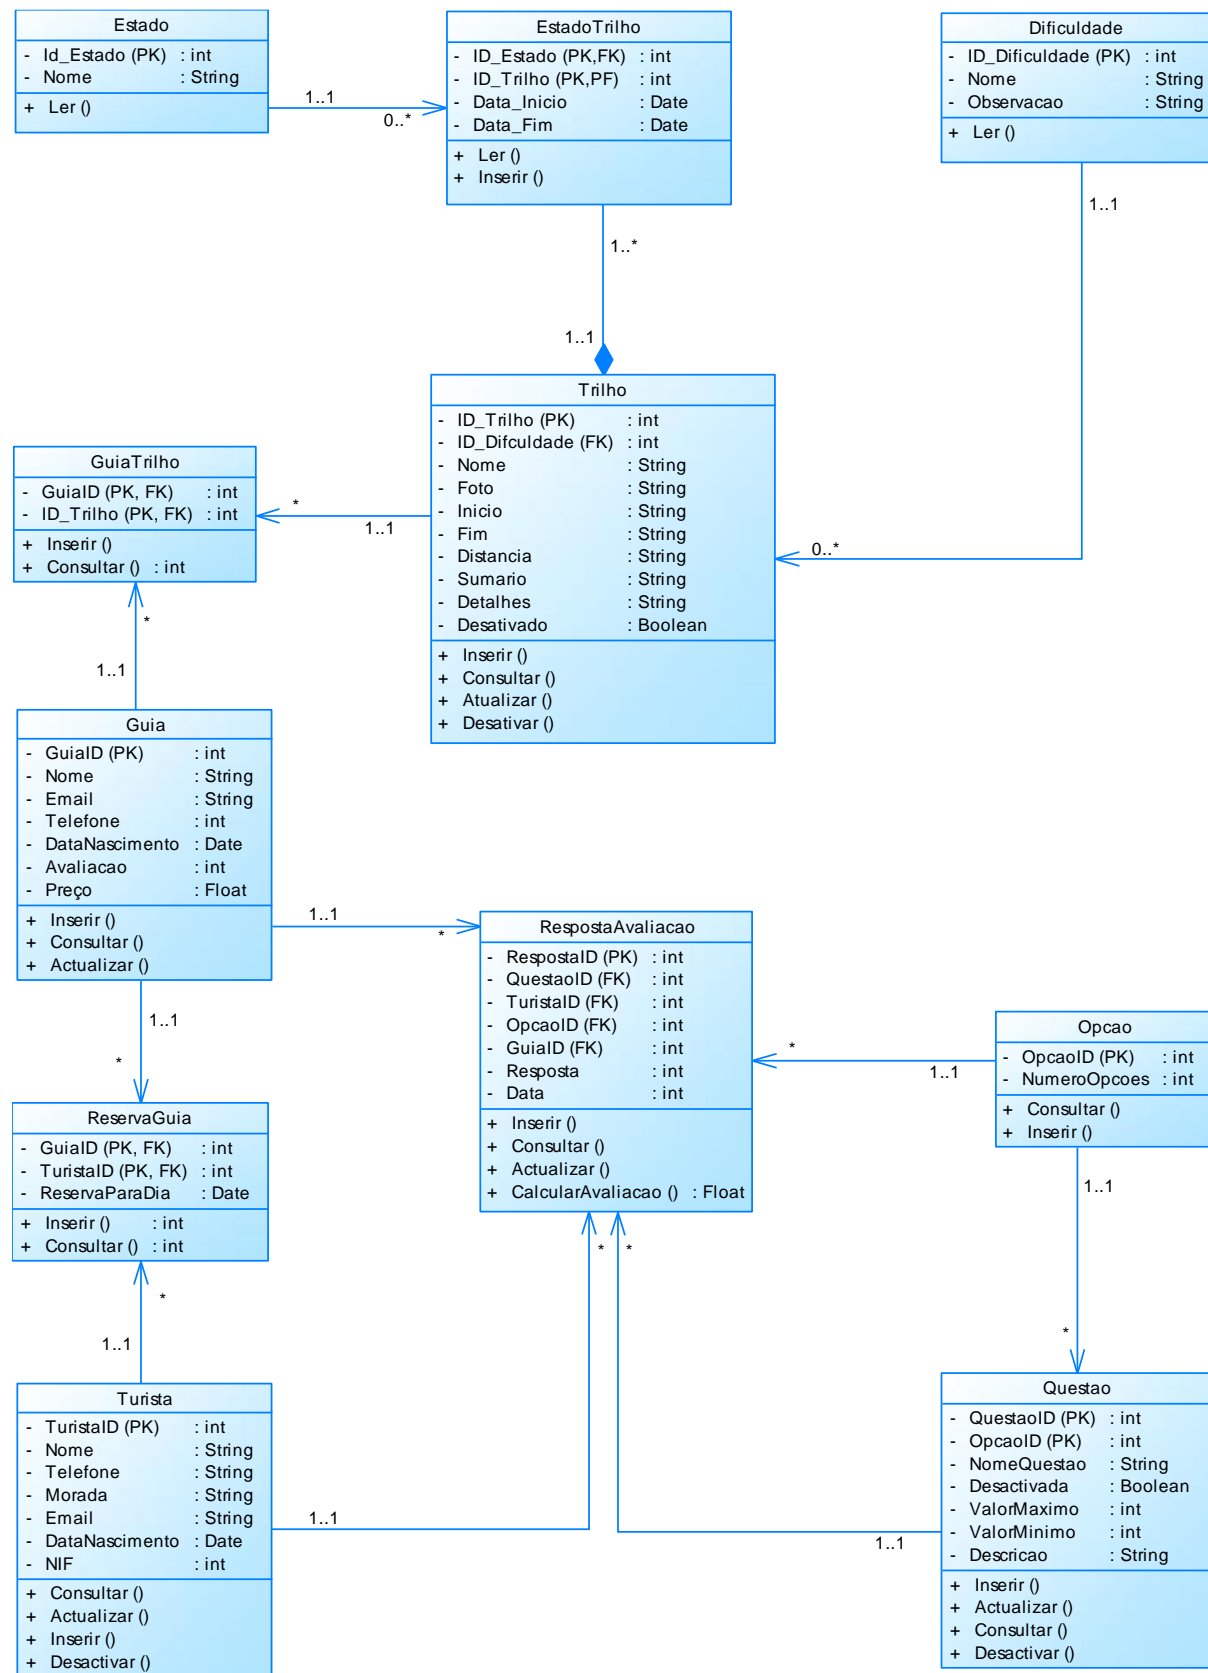 Estado
- Id_Estado (PK) : int
- Nome : String
+ Ler ()
EstadoTrilho
- ID_Estado (PK,FK) : int
- ID_Trilho (PK,PF) : int
- Data_Inicio : Date
- Data_Fim : Date
+ Ler ()
+ Inserir ()
Dificuldade
- ID_Dificuldade (PK) : int
- Nome : String
- Observacao : String
+ Ler ()
1..1
0..*
1..1
1..*
1..1
Trilho
- ID_Trilho (PK) : int
- ID_Difculdade (FK) : int
- Nome : String
- Foto : String
- Inicio : String
- Fim : String
- Distancia : String
- Sumario : String
- Detalhes : String
- Desativado : Boolean
+ Inserir ()
+ Consultar ()
+ Atualizar ()
+ Desativar ()
0..*
GuiaTrilho
- GuiaID (PK, FK) : int
- ID_Trilho (PK, FK) : int
+ Inserir ()
+ Consultar () : int
*
1..1
*
1..1
Guia
- GuiaID (PK) : int
- Nome : String
- Email : String
- Telefone : int
- DataNascimento : Date
- Avaliacao : int
- Preço : Float
+ Inserir ()
+ Consultar ()
+ Actualizar ()
1..1
*
1..1
*
RespostaAvaliacao
- RespostaID (PK) : int
- QuestaoID (FK) : int
- TuristaID (FK) : int
- OpcaoID (FK) : int
- GuiaID (FK) : int
- Resposta : int
- Data : int
+ Inserir ()
+ Consultar ()
+ Actualizar ()
+ CalcularAvaliacao () : Float
*
1..1
Opcao
- OpcaoID (PK) : int
- NumeroOpcoes : int
+ Consultar ()
+ Inserir ()
1..1
*
ReservaGuia
- GuiaID (PK, FK) : int
- TuristaID (PK, FK) : int
- ReservaParaDia : Date
+ Inserir () : int
+ Consultar () : int
*
1..1
* *
Turista
- TuristaID (PK) : int
- Nome : String
- Telefone : String
- Morada : String
- Email : String
- DataNascimento : Date
- NIF : int
+ Consultar ()
+ Actualizar ()
+ Inserir ()
+ Desactivar ()
1..1
1..1
Questao
- QuestaoID (PK) : int
- OpcaoID (PK) : int
- NomeQuestao : String
- Desactivada : Boolean
- ValorMaximo : int
- ValorMinimo : int
- Descricao : String
+ Inserir ()
+ Actualizar ()
+ Consultar ()
+ Desactivar ()